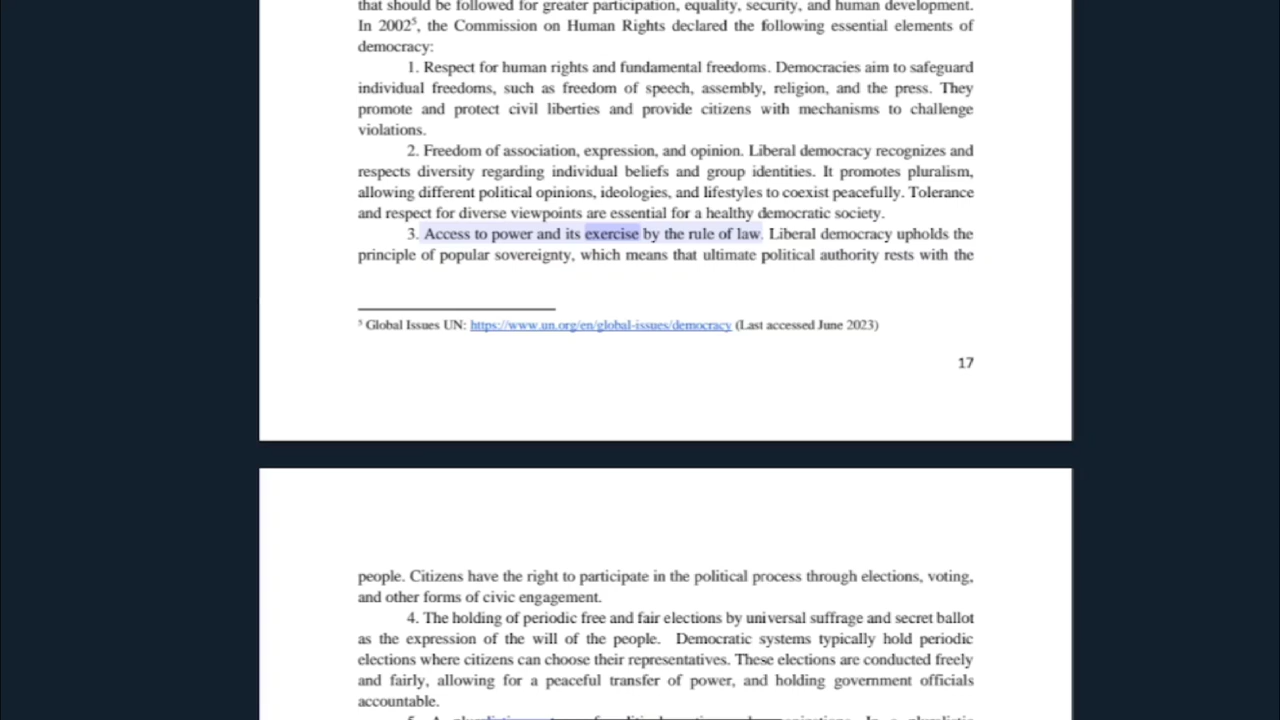 that should be followed for greater participation, equality, security, and human development.
In 2002⁵, the Commission on Human Rights declared the following essential elements of
democracy:
1. Respect for human rights and fundamental freedoms. Democracies aim to safeguard
individual freedoms, such as freedom of speech, assembly, religion, and the press. They
promote and protect civil liberties and provide citizens with mechanisms to challenge
violations.
2. Freedom of association, expression, and opinion. Liberal democracy recognizes and
respects diversity regarding individual beliefs and group identities. It promotes pluralism,
allowing different political opinions, ideologies, and lifestyles to coexist peacefully. Tolerance
and respect for diverse viewpoints are essential for a healthy democratic society.
3. Access to power and its exercise by the rule of law. Liberal democracy upholds the
principle of popular sovereignty, which means that ultimate political authority rests with the
⁵ Global Issues UN: https://www.un.org/en/global-issues/democracy (Last accessed June 2023)
17
people. Citizens have the right to participate in the political process through elections, voting,
and other forms of civic engagement.
4. The holding of periodic free and fair elections by universal suffrage and secret ballot
as the expression of the will of the people. Democratic systems typically hold periodic
elections where citizens can choose their representatives. These elections are conducted freely
and fairly, allowing for a peaceful transfer of power, and holding government officials
accountable.